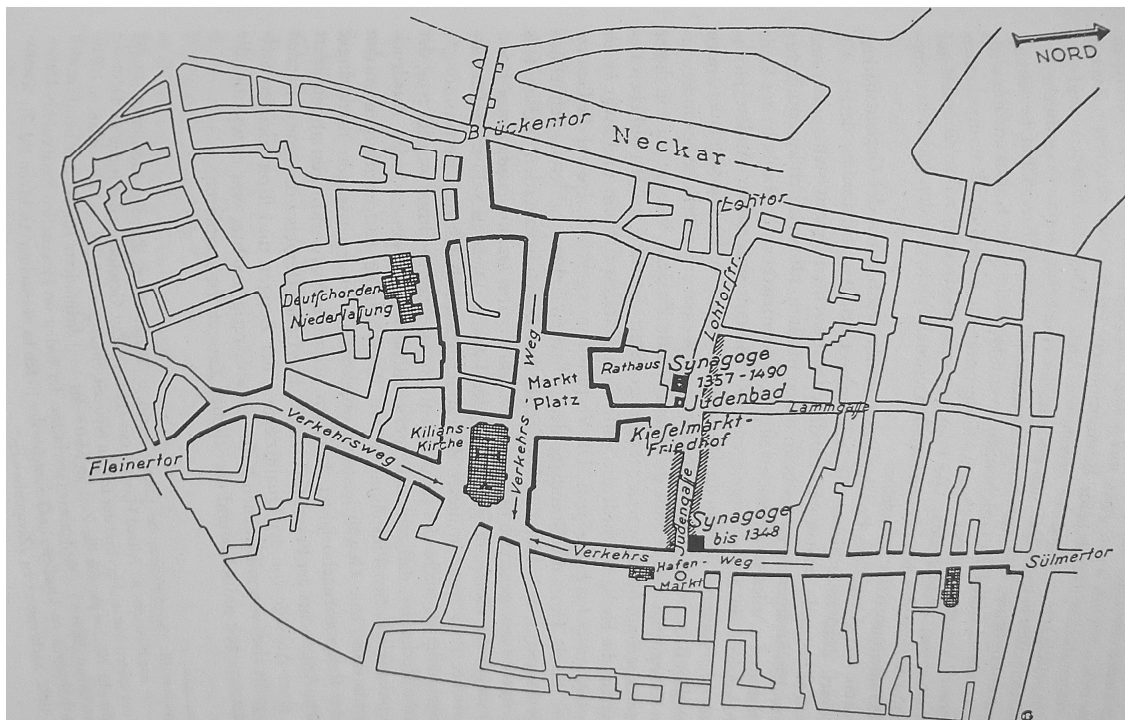 NORD
Brückentor
Neckar
Lohtor
Lohtorstr.
Deutſchorden
Niederlaſung
Weg
Markt
Platz
Rathaus
Synagoge
1357-1490
Judenbad
Lammgaſſe
Kieſelmarkt-
Friedhof
Kilians-
Kirche
Verkehrs
Verkehrsweg
Fleinertor
Judengaſſe
Synagoge
bis 1348
Verkehrs
Weg
Hafen-
Markt
Sülmertor